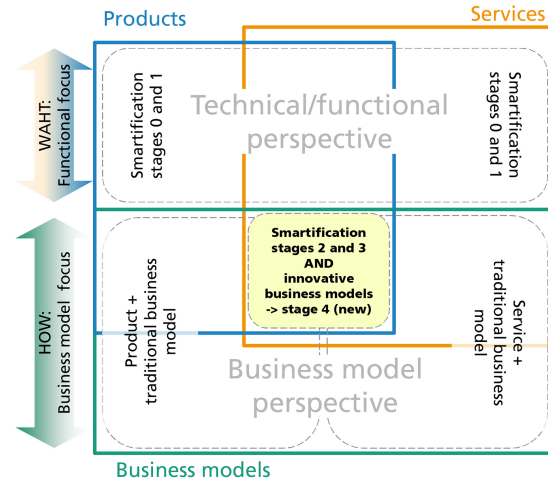 Products
Services
WAHT:
Functional focus
Smartification
stages 0 and 1
Technical/functional
perspective
Smartification
stages 0 and 1
HOW:
Business model  focus
Product +
traditional business
model
Smartification
stages 2 and 3
AND
innovative
business models
-> stage 4 (new)
Service +
traditional business
model
Business model
perspective
Business models